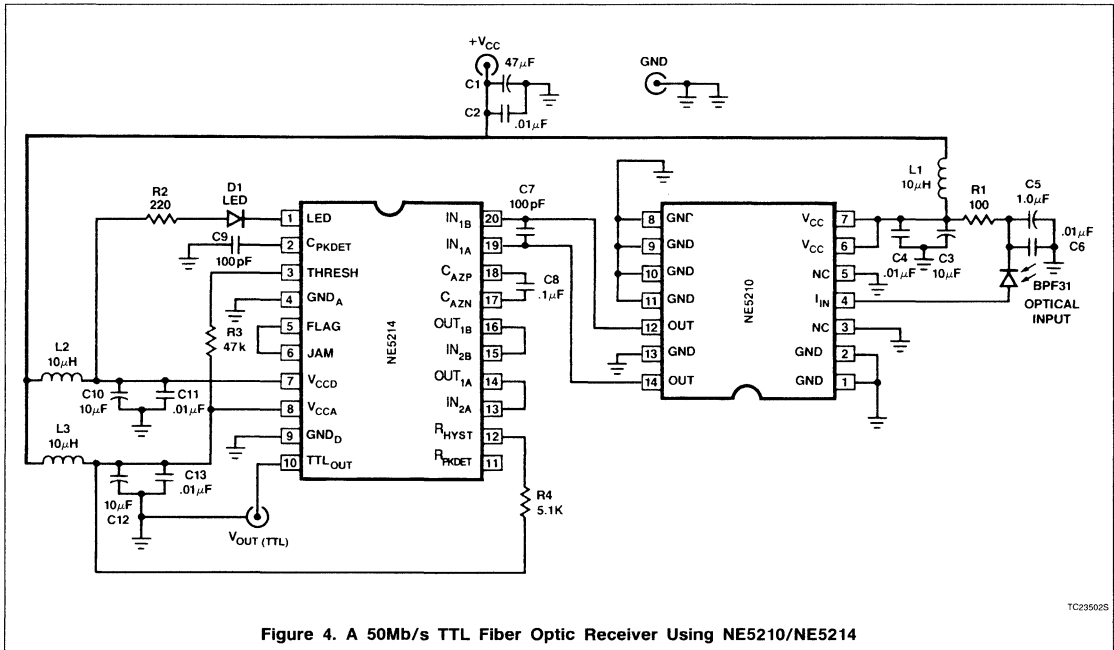 +VCC
47µF
C1
C2
.01µF
GND
L1
10µH
R1
100
C5
1.0µF
.01µF
C6
C4
.01µF
C3
10µF
BPF31
OPTICAL
INPUT
R2
220
D1
LED
C9
100pF
R3
47k
L2
10µH
C10
10µF
C11
.01µF
L3
10µH
C13
.01µF
10µF
C12
VOUT (TTL)
NE5214
1 LED
2 CPKDET
3 THRESH
4 GNDA
5 FLAG
6 JAM
7 VCCD
8 VCCA
9 GNDD
10 TTLOUT
IN1B 20
IN1A 19
CAZP 18
CAZN 17
OUT1B 16
IN2B 15
OUT1A 14
IN2A 13
RHYST 12
RPKDET 11
C7
100pF
C8
.1µF
R4
5.1K
NE5210
8 GND
9 GND
10 GND
11 GND
12 OUT
13 GND
14 OUT
VCC 7
VCC 6
NC 5
IIN 4
NC 3
GND 2
GND 1
TC23502S
Figure 4. A 50Mb/s TTL Fiber Optic Receiver Using NE5210/NE5214